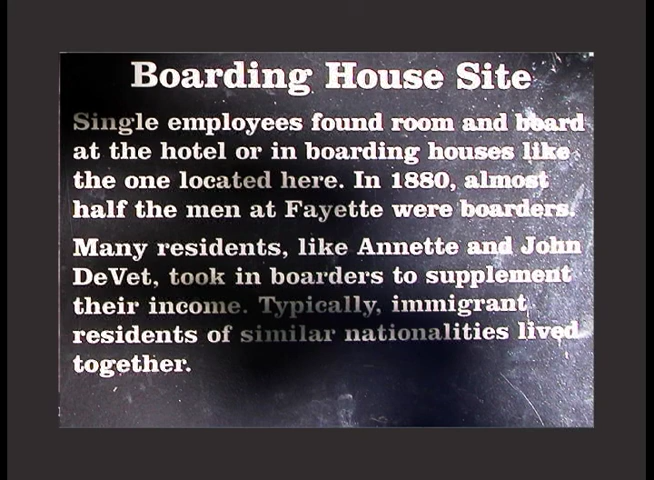 Boarding House Site
Single employees found room and board
at the hotel or in boarding houses like
the one located here. In 1880, almost
half the men at Fayette were boarders.
Many residents, like Annette and John
DeVet, took in boarders to supplement
their income. Typically, immigrant
residents of similar nationalities lived
together.